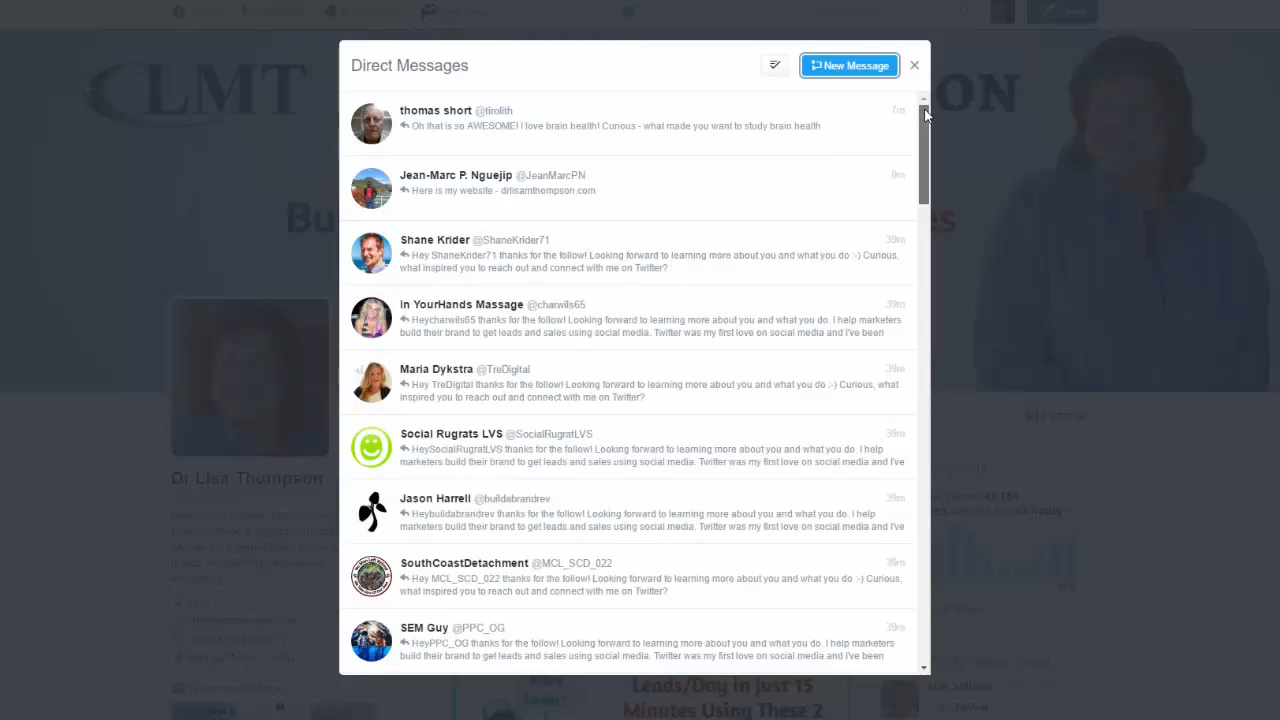 Direct Messages
New Message
thomas short @tirolith 7m
Oh that is so AWESOME! I love brain health! Curious - what made you want to study brain health
Jean-Marc P. Nguejip @JeanMarcPN 8m
Here is my website - drlisamthompson.com
Shane Krider @ShaneKrider71 39m
Hey ShaneKrider71 thanks for the follow! Looking forward to learning more about you and what you do :-) Curious,
what inspired you to reach out and connect with me on Twitter?
In YourHands Massage @charwils65 39m
Heycharwils65 thanks for the follow! Looking forward to learning more about you and what you do. I help marketers
build their brand to get leads and sales using social media. Twitter was my first love on social media and I've been
Maria Dykstra @TreDigital 39m
Hey TreDigital thanks for the follow! Looking forward to learning more about you and what you do :-) Curious, what
inspired you to reach out and connect with me on Twitter?
Social Rugrats LVS @SocialRugratLVS 39m
HeySocialRugratLVS thanks for the follow! Looking forward to learning more about you and what you do. I help
marketers build their brand to get leads and sales using social media. Twitter was my first love on social media and I've
Jason Harrell @buildabrandrev 39m
Heybuildabrandrev thanks for the follow! Looking forward to learning more about you and what you do. I help
marketers build their brand to get leads and sales using social media. Twitter was my first love on social media and I've
SouthCoastDetachment @MCL_SCD_022 39m
Hey MCL_SCD_022 thanks for the follow! Looking forward to learning more about you and what you do :-) Curious,
what inspired you to reach out and connect with me on Twitter?
SEM Guy @PPC_OG 39m
HeyPPC_OG thanks for the follow! Looking forward to learning more about you and what you do. I help marketers
build their brand to get leads and sales using social media. Twitter was my first love on social media and I've been
LMT
ON
Bu
es
Dr Lisa Thompson
Leads/Day in Just 15
Minutes Using These 2